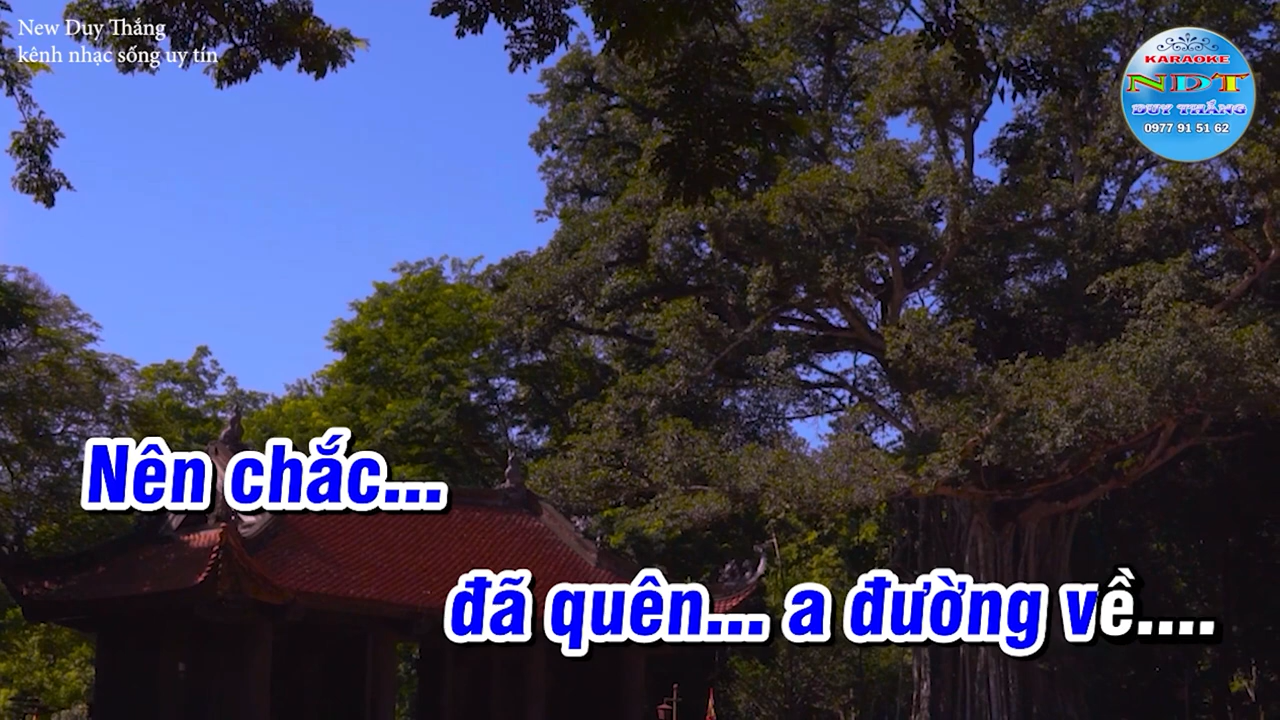 New Duy Thắng
kênh nhạc sống uy tín
KARAOKE
NDT
DUY THẮNG
0977 91 51 62
Nên chắc...
đã quên... a đường về....